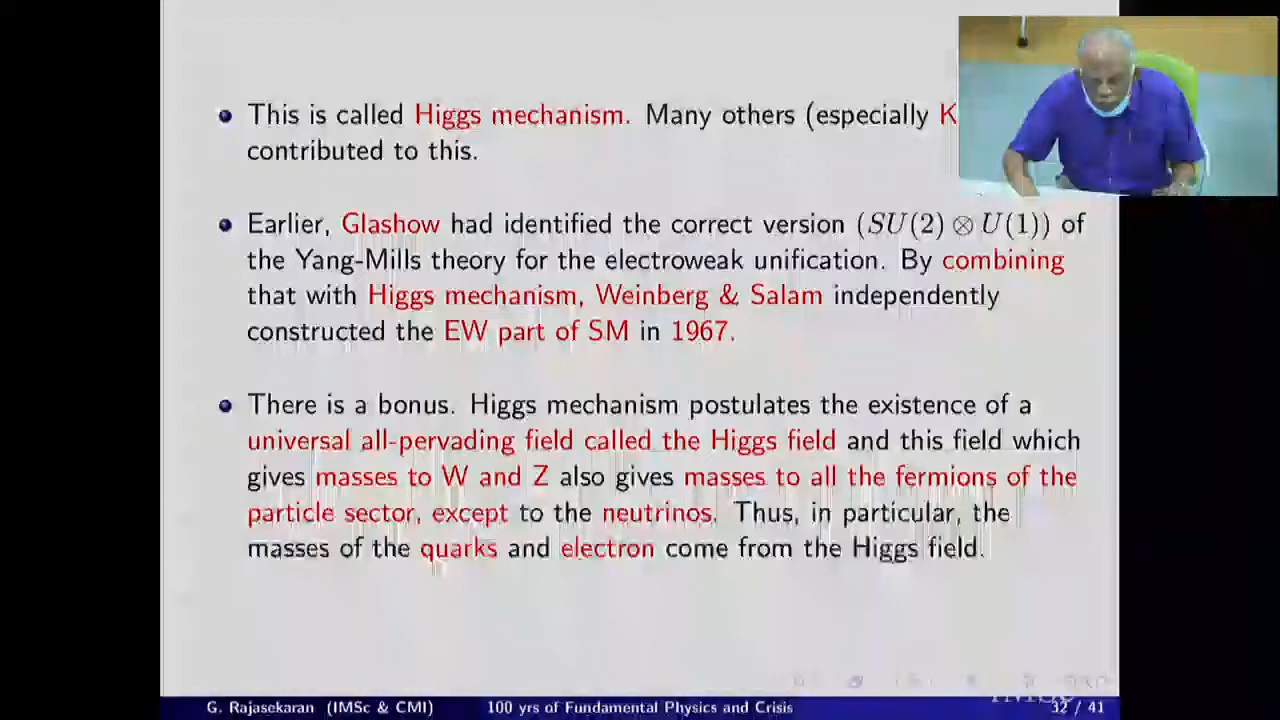 This is called Higgs mechanism. Many others (especially K
contributed to this.
Earlier, Glashow had identified the correct version (SU(2) ⊗ U(1)) of
the Yang-Mills theory for the electroweak unification. By combining
that with Higgs mechanism, Weinberg & Salam independently
constructed the EW part of SM in 1967.
There is a bonus. Higgs mechanism postulates the existence of a
universal all-pervading field called the Higgs field and this field which
gives masses to W and Z also gives masses to all the fermions of the
particle sector, except to the neutrinos. Thus, in particular, the
masses of the quarks and electron come from the Higgs field.
G. Rajasekaran (IMSc & CMI) 100 yrs of Fundamental Physics and Crisis 32 / 41